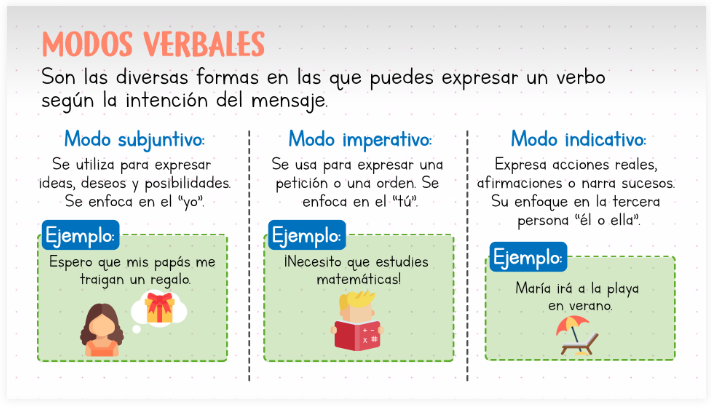 MODOS VERBALES
Son las diversas formas en las que puedes expresar un verbo
según la intención del mensaje.
Modo subjuntivo:
Se utiliza para expresar
ideas, deseos y posibilidades.
Se enfoca en el "yo".
Ejemplo:
Espero que mis papás me
traigan un regalo.
Modo imperativo:
Se usa para expresar una
petición o una orden. Se
enfoca en el "tú".
Ejemplo:
¡Necesito que estudies
matemáticas!
Modo indicativo:
Expresa acciones reales,
afirmaciones o narra sucesos.
Su enfoque en la tercera
persona "él o ella".
Ejemplo:
María irá a la playa
en verano.